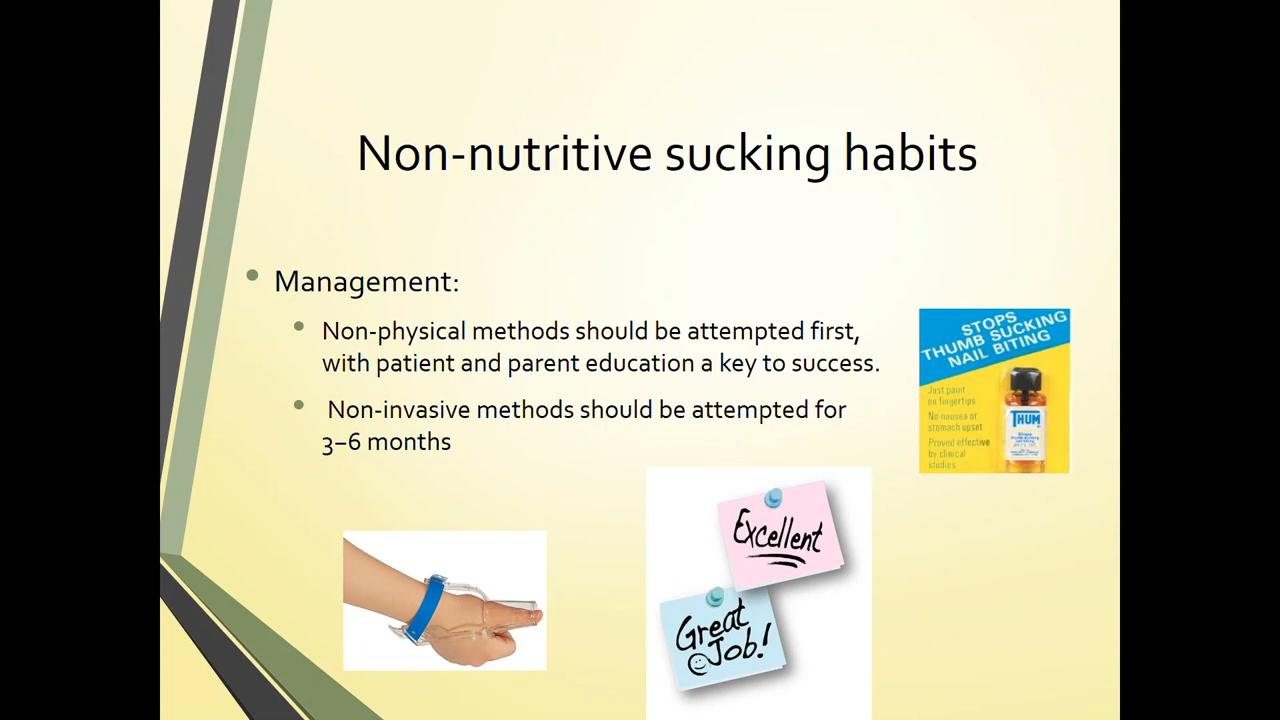 Non-nutritive sucking habits
Management:
Non-physical methods should be attempted first,
with patient and parent education a key to success.
Non-invasive methods should be attempted for
3–6 months
STOPS
THUMB SUCKING
NAIL BITING
Just paint
on fingertips
No nausea or
stomach upset
Proved effective
by clinical
studies
THUM
Excellent
Great
Job!